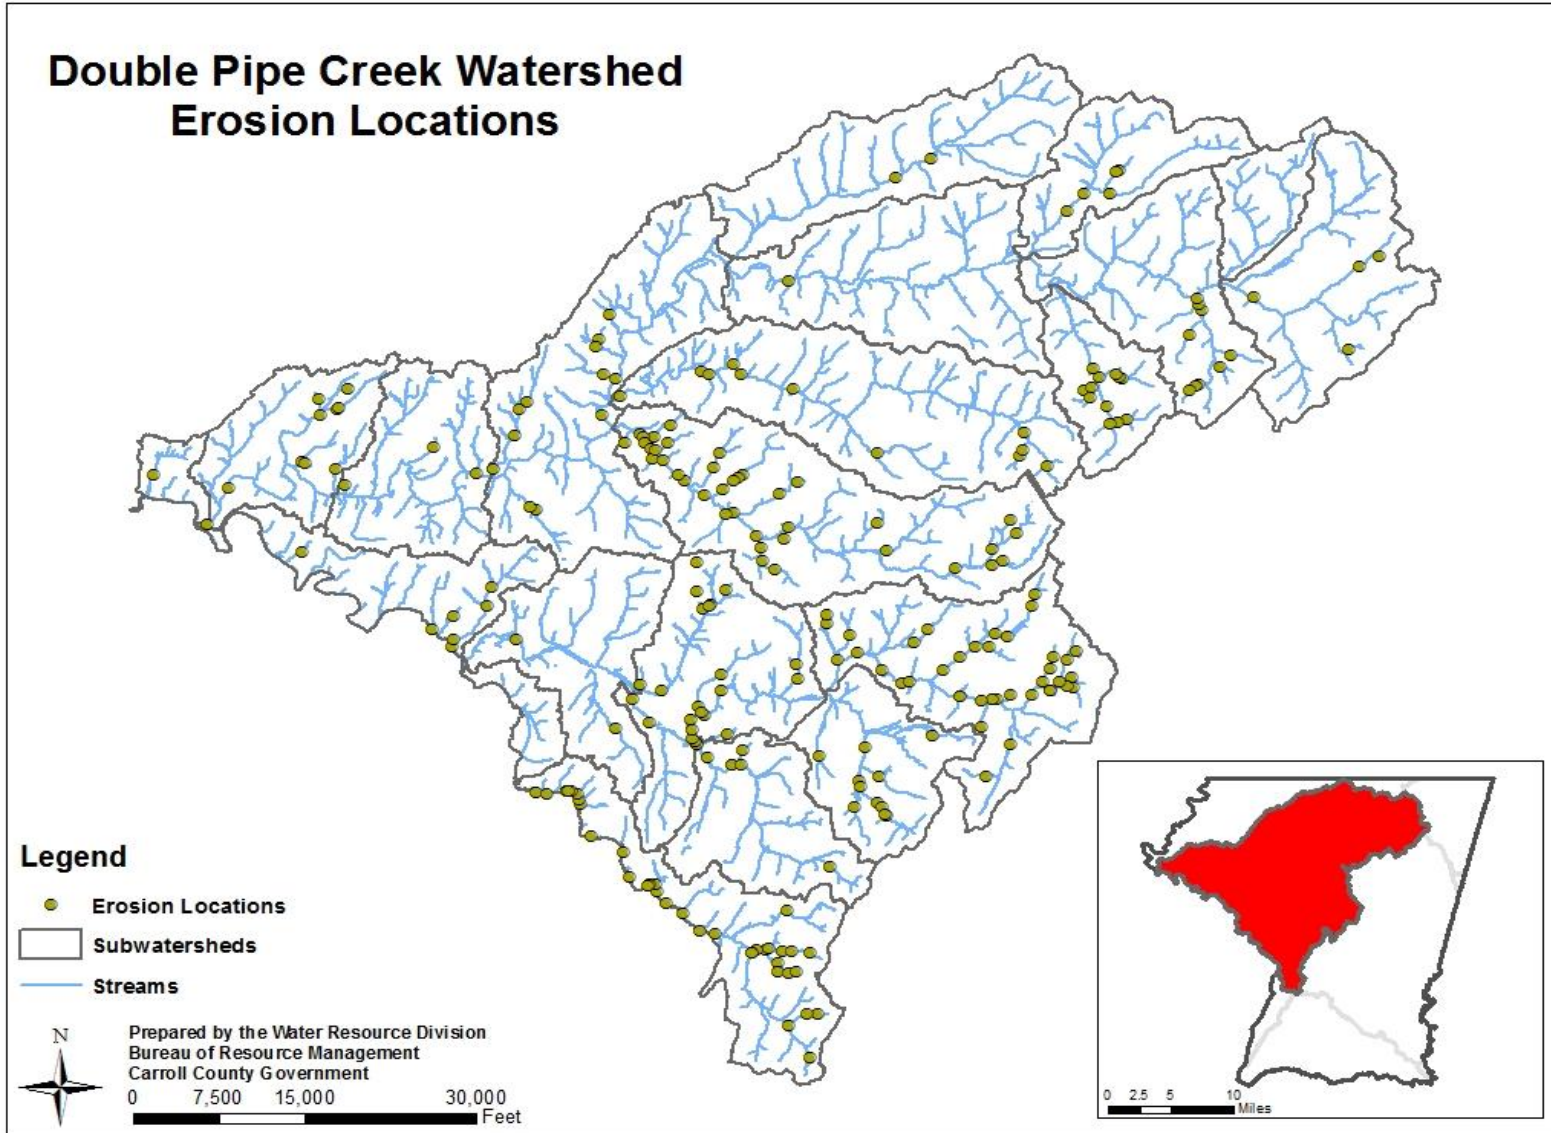 Double Pipe Creek Watershed
Erosion Locations
Legend
Erosion Locations
Subwatersheds
Streams
N
Prepared by the Water Resource Division
Bureau of Resource Management
Carroll County Government
0 7,500 15,000 30,000
Feet
0 2.5 5 10
Miles